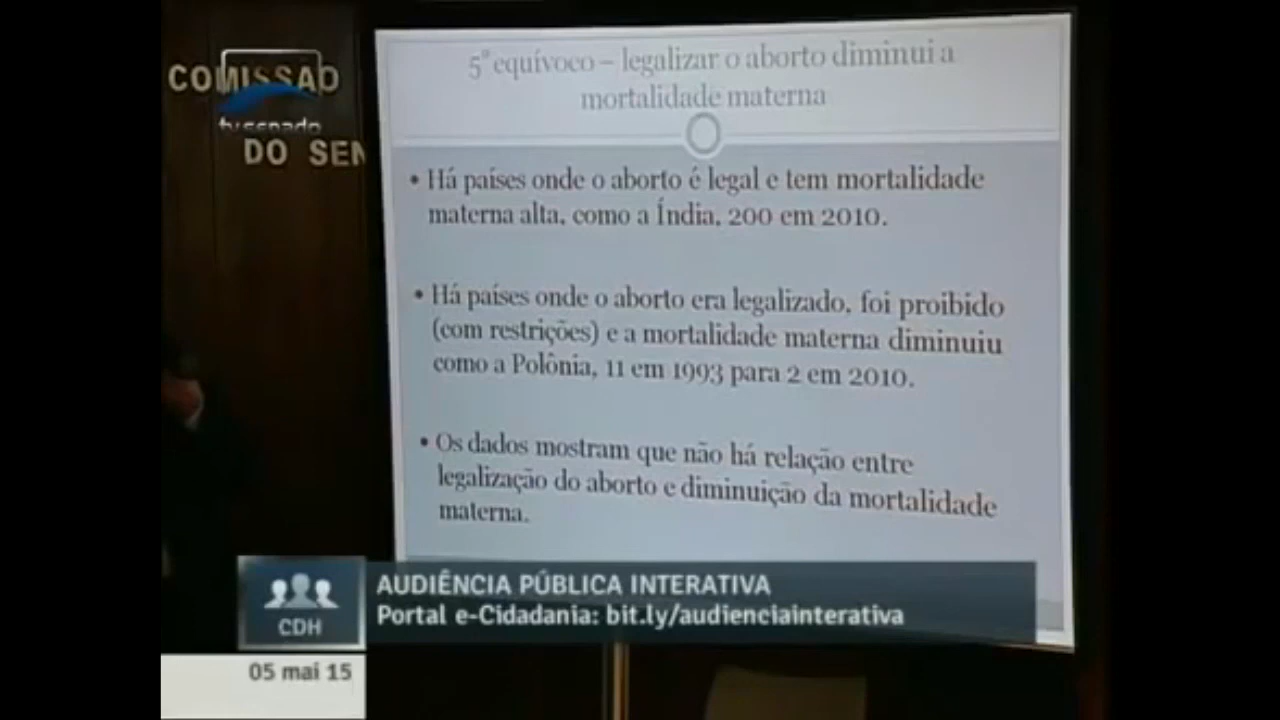 COMISSAO
tv senado
DO SEN
5º equívoco – legalizar o aborto diminui a
mortalidade materna
• Há países onde o aborto é legal e tem mortalidade
materna alta, como a Índia, 200 em 2010.
• Há países onde o aborto era legalizado, foi proibido
(com restrições) e a mortalidade materna diminuiu
como a Polônia, 11 em 1993 para 2 em 2010.
• Os dados mostram que não há relação entre
legalização do aborto e diminuição da mortalidade
materna.
AUDIÊNCIA PÚBLICA INTERATIVA
Portal e-Cidadania: bit.ly/audienciainterativa
CDH
05 mai 15